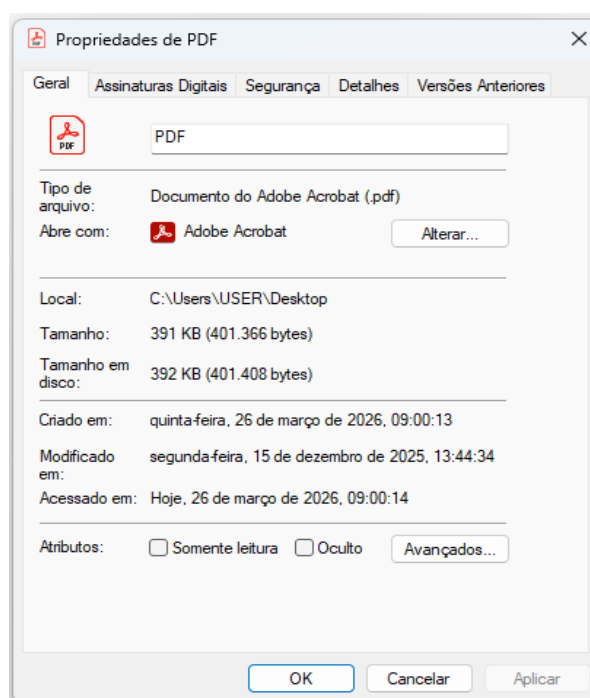 Propriedades de PDF
Geral Assinaturas Digitais Segurança Detalhes Versões Anteriores
PDF
PDF
Tipo de
arquivo:
Documento do Adobe Acrobat (.pdf)
Abre com: Adobe Acrobat Alterar...
Local: C:\Users\USER\Desktop
Tamanho: 391 KB (401.366 bytes)
Tamanho em
disco:
392 KB (401.408 bytes)
Criado em: quinta-feira, 26 de março de 2026, 09:00:13
Modificado
em:
segunda-feira, 15 de dezembro de 2025, 13:44:34
Acessado em: Hoje, 26 de março de 2026, 09:00:14
Atributos: Somente leitura Oculto Avançados...
OK Cancelar Aplicar